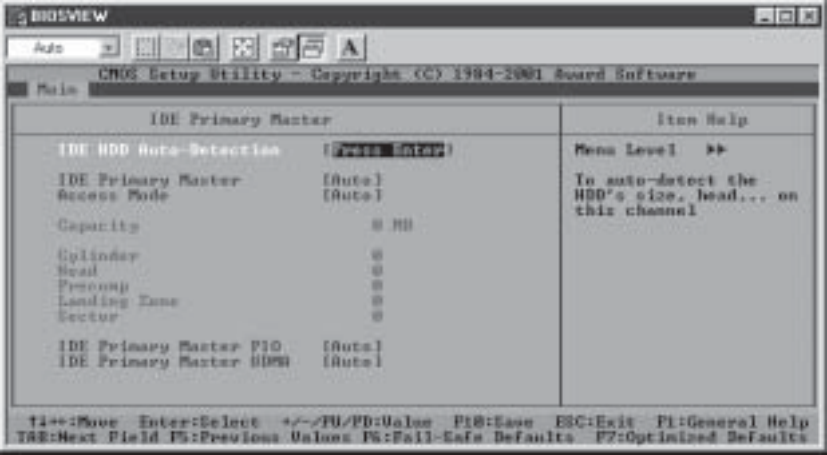 BIOSVIEW
Auto
A
CMOS Setup Utility - Copyright (C) 1984-2001 Award Software
Main
IDE Primary Master
Item Help
IDE HDD Auto-Detection [Press Enter]
Menu Level ▶▶
IDE Primary Master [Auto]
To auto-detect the
Access Mode [Auto]
HDD's size, head... on
this channel
Capacity 0 MB
Cylinder 0
Head 0
Precomp 0
Landing Zone 0
Sector 0
IDE Primary Master PIO [Auto]
IDE Primary Master UDMA [Auto]
↑↓→←:Move Enter:Select +/-/PU/PD:Value F10:Save ESC:Exit F1:General Help
TAB:Next Field F5:Previous Values F6:Fail-Safe Defaults F7:Optimized Defaults